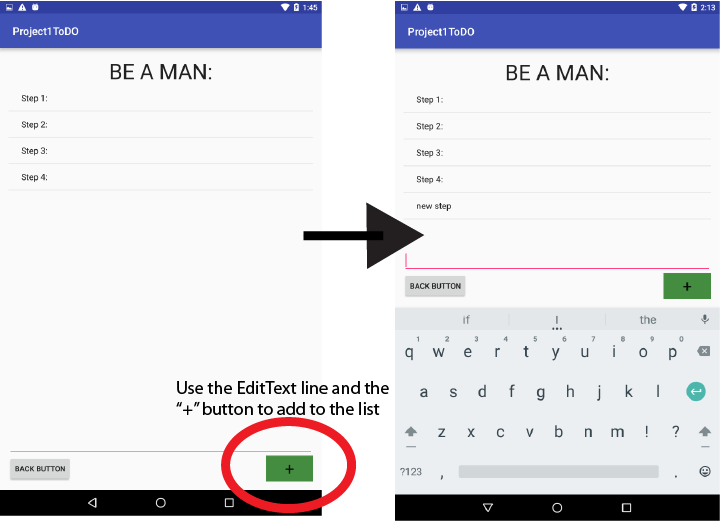 1:45
Project1ToDO
BE A MAN:
Step 1:
Step 2:
Step 3:
Step 4:
Use the EditText line and the
“+” button to add to the list
BACK BUTTON
+
2:13
Project1ToDO
BE A MAN:
Step 1:
Step 2:
Step 3:
Step 4:
new step
BACK BUTTON
+
if I the
1 2 3 4 5 6 7 8 9 0
q w e r t y u i o p
a s d f g h j k l
z x c v b n m ! ?
?123 , .